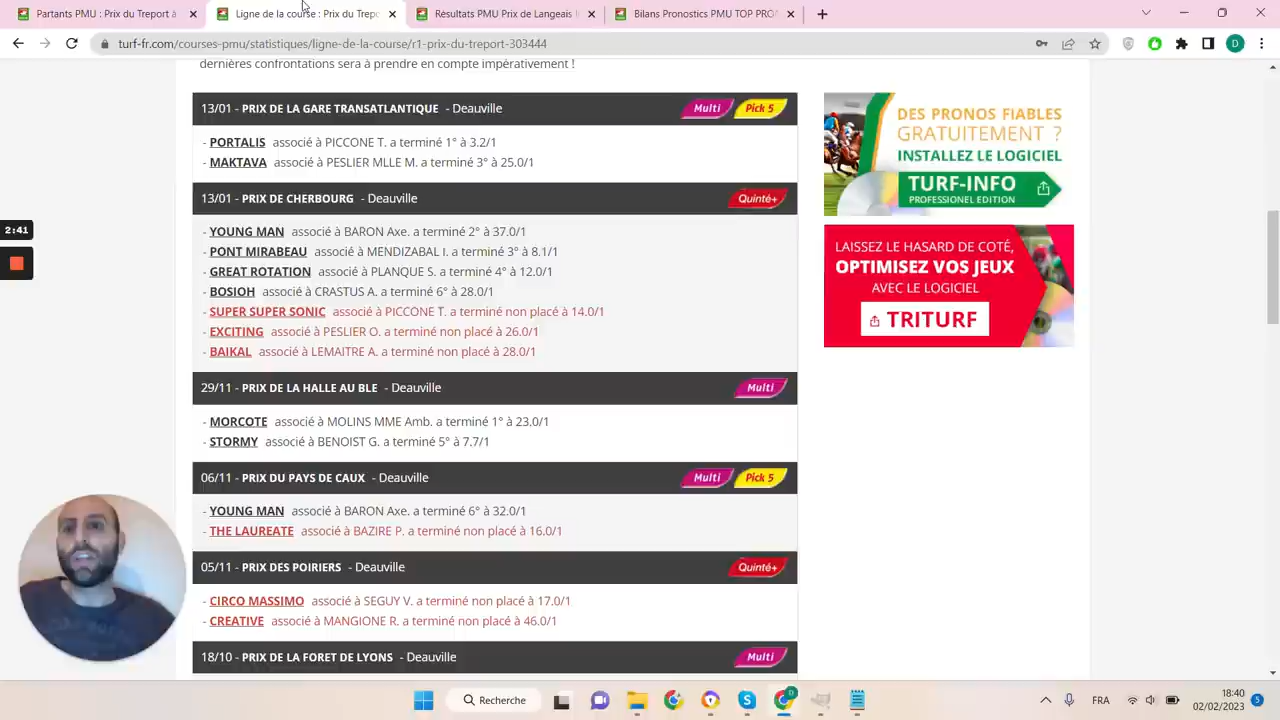 Partants PMU du Turf : Prix du T
Ligne de la course : Prix du Trep
Résultats PMU Prix de Langeais
Bilans Pronostics PMU TOP PRO
turf-fr.com/courses-pmu/statistiques/ligne-de-la-course/r1-prix-du-treport-303444
D
dernières confrontations sera à prendre en compte impérativement !
13/01 - PRIX DE LA GARE TRANSATLANTIQUE - Deauville Multi Pick 5
- PORTALIS associé à PICCONE T. a terminé 1° à 3.2/1
- MAKTAVA associé à PESLIER MLLE M. a terminé 3° à 25.0/1
13/01 - PRIX DE CHERBOURG - Deauville Quinté+
- YOUNG MAN associé à BARON Axe. a terminé 2° à 37.0/1
- PONT MIRABEAU associé à MENDIZABAL I. a terminé 3° à 8.1/1
- GREAT ROTATION associé à PLANQUE S. a terminé 4° à 12.0/1
- BOSIOH associé à CRASTUS A. a terminé 6° à 28.0/1
- SUPER SUPER SONIC associé à PICCONE T. a terminé non placé à 14.0/1
- EXCITING associé à PESLIER O. a terminé non placé à 26.0/1
- BAIKAL associé à LEMAITRE A. a terminé non placé à 28.0/1
29/11 - PRIX DE LA HALLE AU BLE - Deauville Multi
- MORCOTE associé à MOLINS MME Amb. a terminé 1° à 23.0/1
- STORMY associé à BENOIST G. a terminé 5° à 7.7/1
06/11 - PRIX DU PAYS DE CAUX - Deauville Multi Pick 5
- YOUNG MAN associé à BARON Axe. a terminé 6° à 32.0/1
- THE LAUREATE associé à BAZIRE P. a terminé non placé à 16.0/1
05/11 - PRIX DES POIRIERS - Deauville Quinté+
- CIRCO MASSIMO associé à SEGUY V. a terminé non placé à 17.0/1
- CREATIVE associé à MANGIONE R. a terminé non placé à 46.0/1
18/10 - PRIX DE LA FORET DE LYONS - Deauville Multi
DES PRONOS FIABLES
GRATUITEMENT ?
INSTALLEZ LE LOGICIEL
TURF-INFO
PROFESSIONEL EDITION
LAISSEZ LE HASARD DE COTÉ,
OPTIMISEZ VOS JEUX
AVEC LE LOGICIEL
TRITURF
2:41
Recherche
FRA
18:40
02/02/2023
5